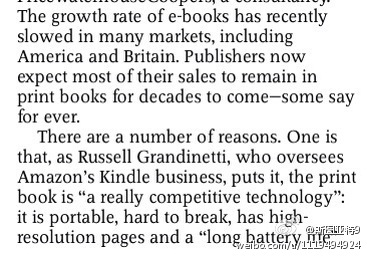 PricewaterhouseCoopers, a consultancy.
The growth rate of e-books has recently
slowed in many markets, including
America and Britain. Publishers now
expect most of their sales to remain in
print books for decades to come—some say
for ever.
There are a number of reasons. One is
that, as Russell Grandinetti, who oversees
Amazon's Kindle business, puts it, the print
book is “a really competitive technology”:
it is portable, hard to break, has high-
resolution pages and a “long battery life”
weibo.com/u/1119494924